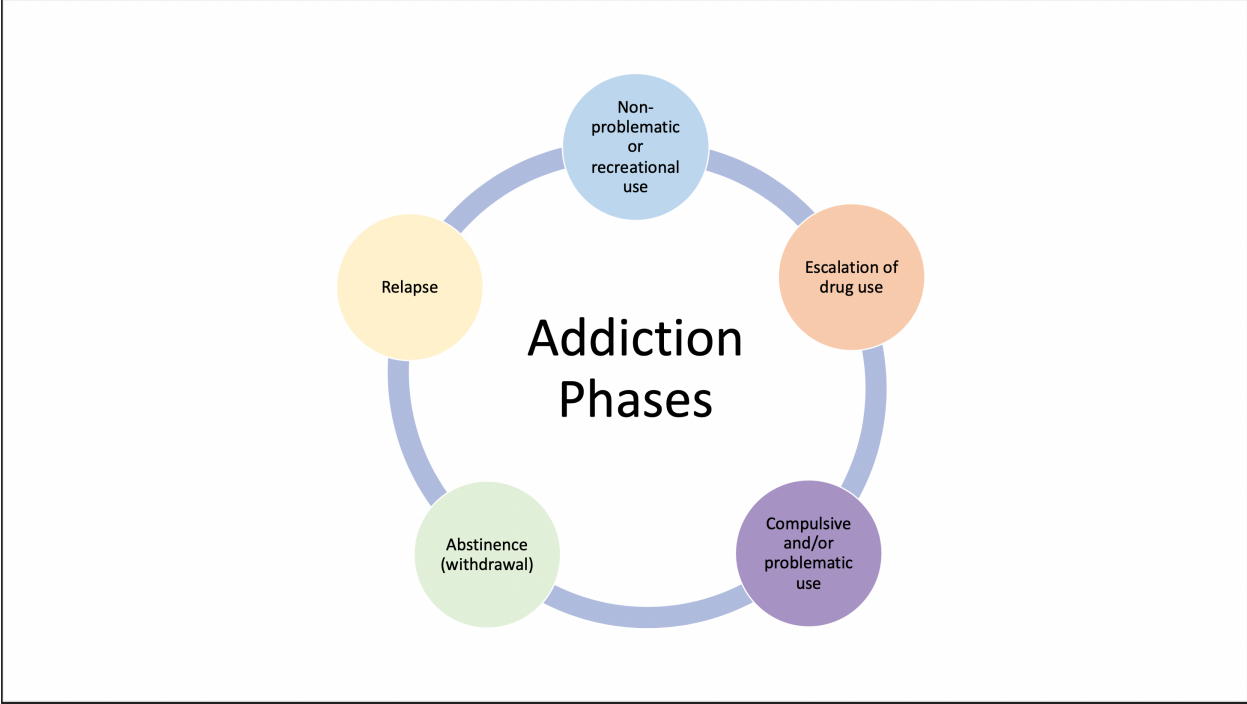 Non-
problematic
or
recreational
use
Escalation of
drug use
Compulsive
and/or
problematic
use
Abstinence
(withdrawal)
Relapse
Addiction
Phases